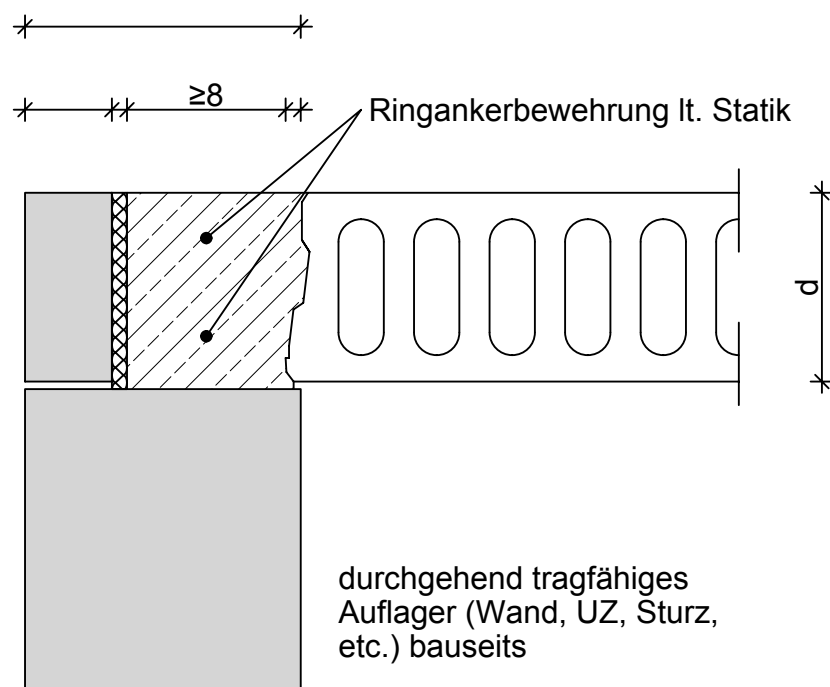 ≥8
Ringankerbewehrung lt. Statik
d
durchgehend tragfähiges
Auflager (Wand, UZ, Sturz,
etc.) bauseits